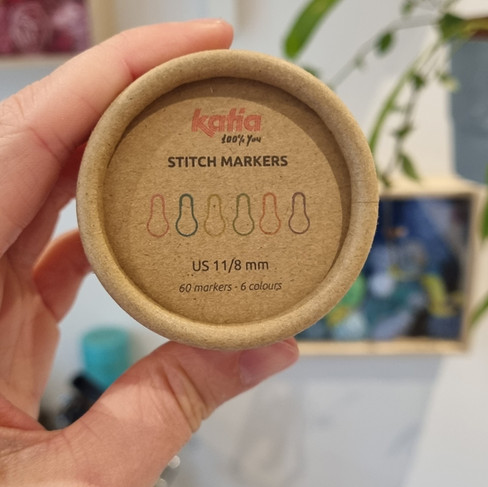 katia
100% You
STITCH MARKERS
US 11/8 mm
60 markers - 6 colours